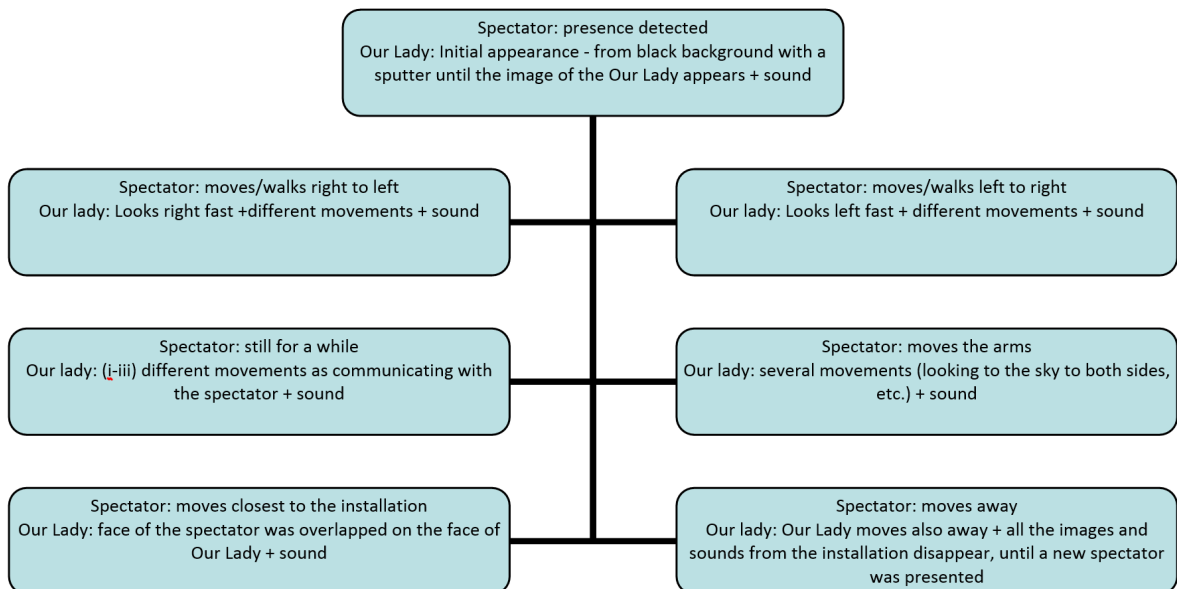 Spectator: presence detected
Our Lady: Initial appearance - from black background with a
sputter until the image of the Our Lady appears + sound
Spectator: moves/walks right to left
Our lady: Looks right fast +different movements + sound
Spectator: moves/walks left to right
Our lady: Looks left fast + different movements + sound
Spectator: still for a while
Our lady: (i-iii) different movements as communicating with
the spectator + sound
Spectator: moves the arms
Our lady: several movements (looking to the sky to both sides,
etc.) + sound
Spectator: moves closest to the installation
Our Lady: face of the spectator was overlapped on the face of
Our Lady + sound
Spectator: moves away
Our lady: Our Lady moves also away + all the images and
sounds from the installation disappear, until a new spectator
was presented